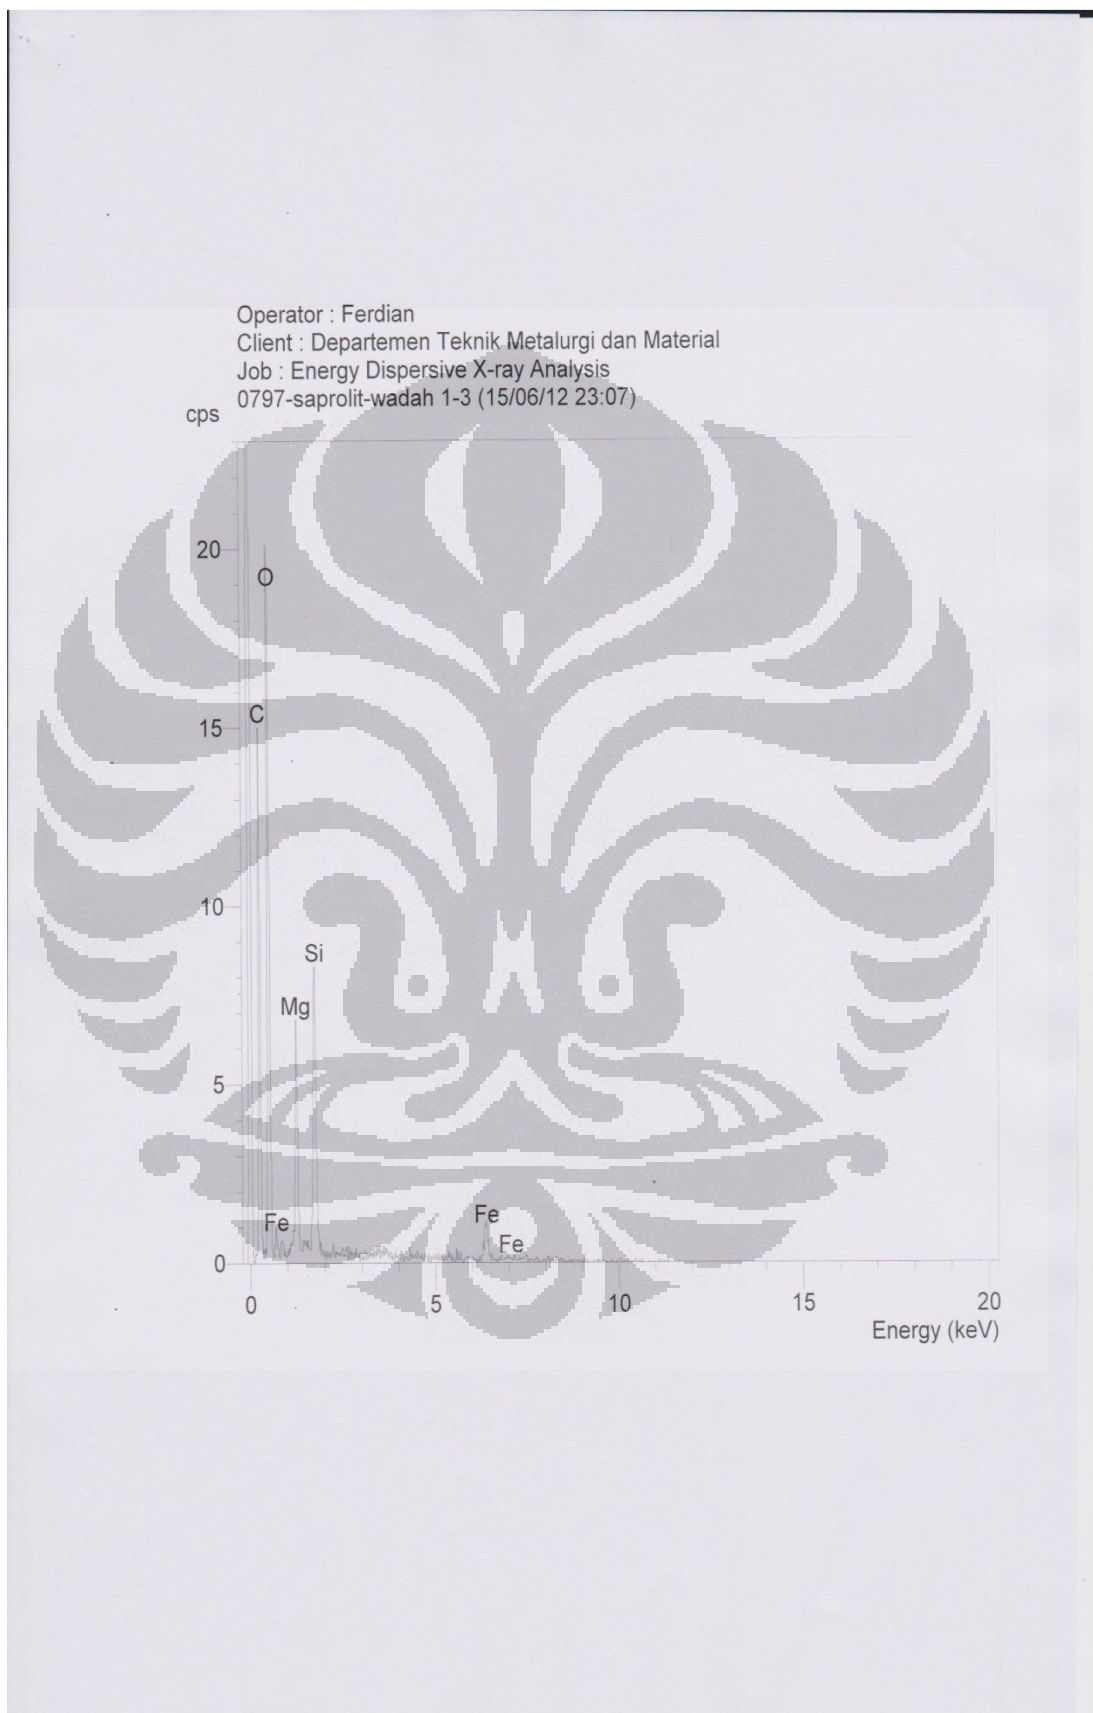 Operator : Ferdian
Client : Departemen Teknik Metalurgi dan Material
Job : Energy Dispersive X-ray Analysis
0797-saprolit-wadah 1-3 (15/06/12 23:07)
cps
20
O
15
C
10
Si
Mg
5
Fe
Fe
Fe
0
0 5 10 15 20
Energy (keV)